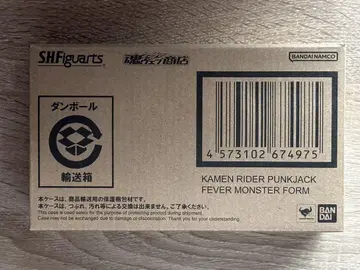 S.H.Figuarts
魂ウェブ商店
BANDAI NAMCO
ダンボール
輸送箱
4 573102 674975
KAMEN RIDER PUNKJACK
FEVER MONSTER FORM
本ケースは、商品輸送用の保護梱包材です。
本ケースは、つぶれ、汚れ等による交換は出来ません。ご了承ください。
This case is used solely for the purpose of protecting product during shipment.
Case may not be exchanged due to damage or discoloration. Thank you for your understanding.
BAN
DAI